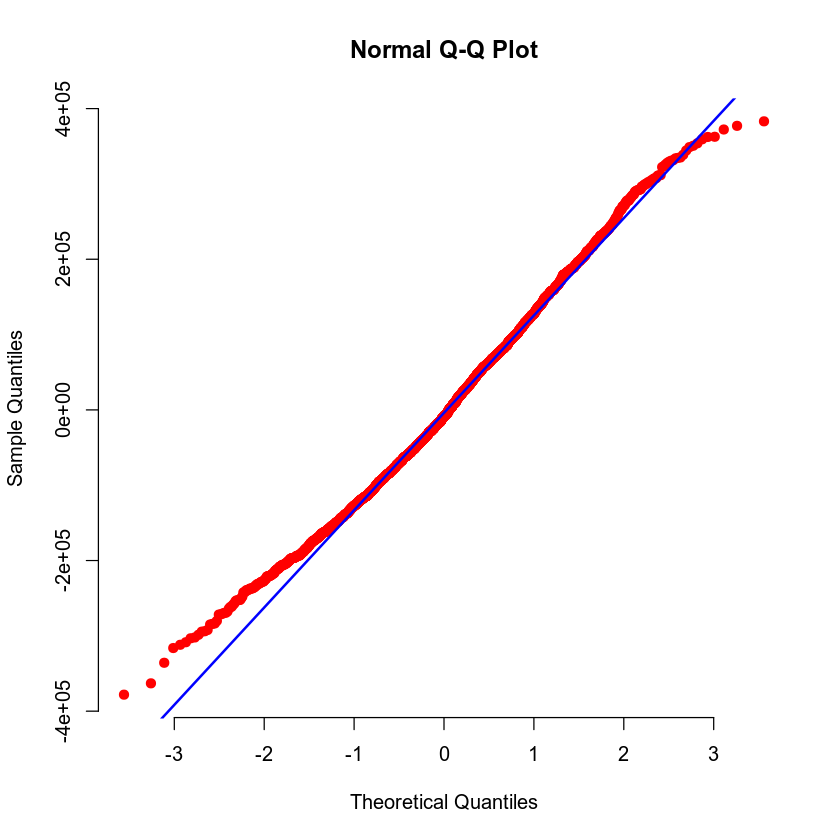 Normal Q-Q Plot
4e+05
2e+05
0e+00
-2e+05
-4e+05
Sample Quantiles
-3 -2 -1 0 1 2 3
Theoretical Quantiles